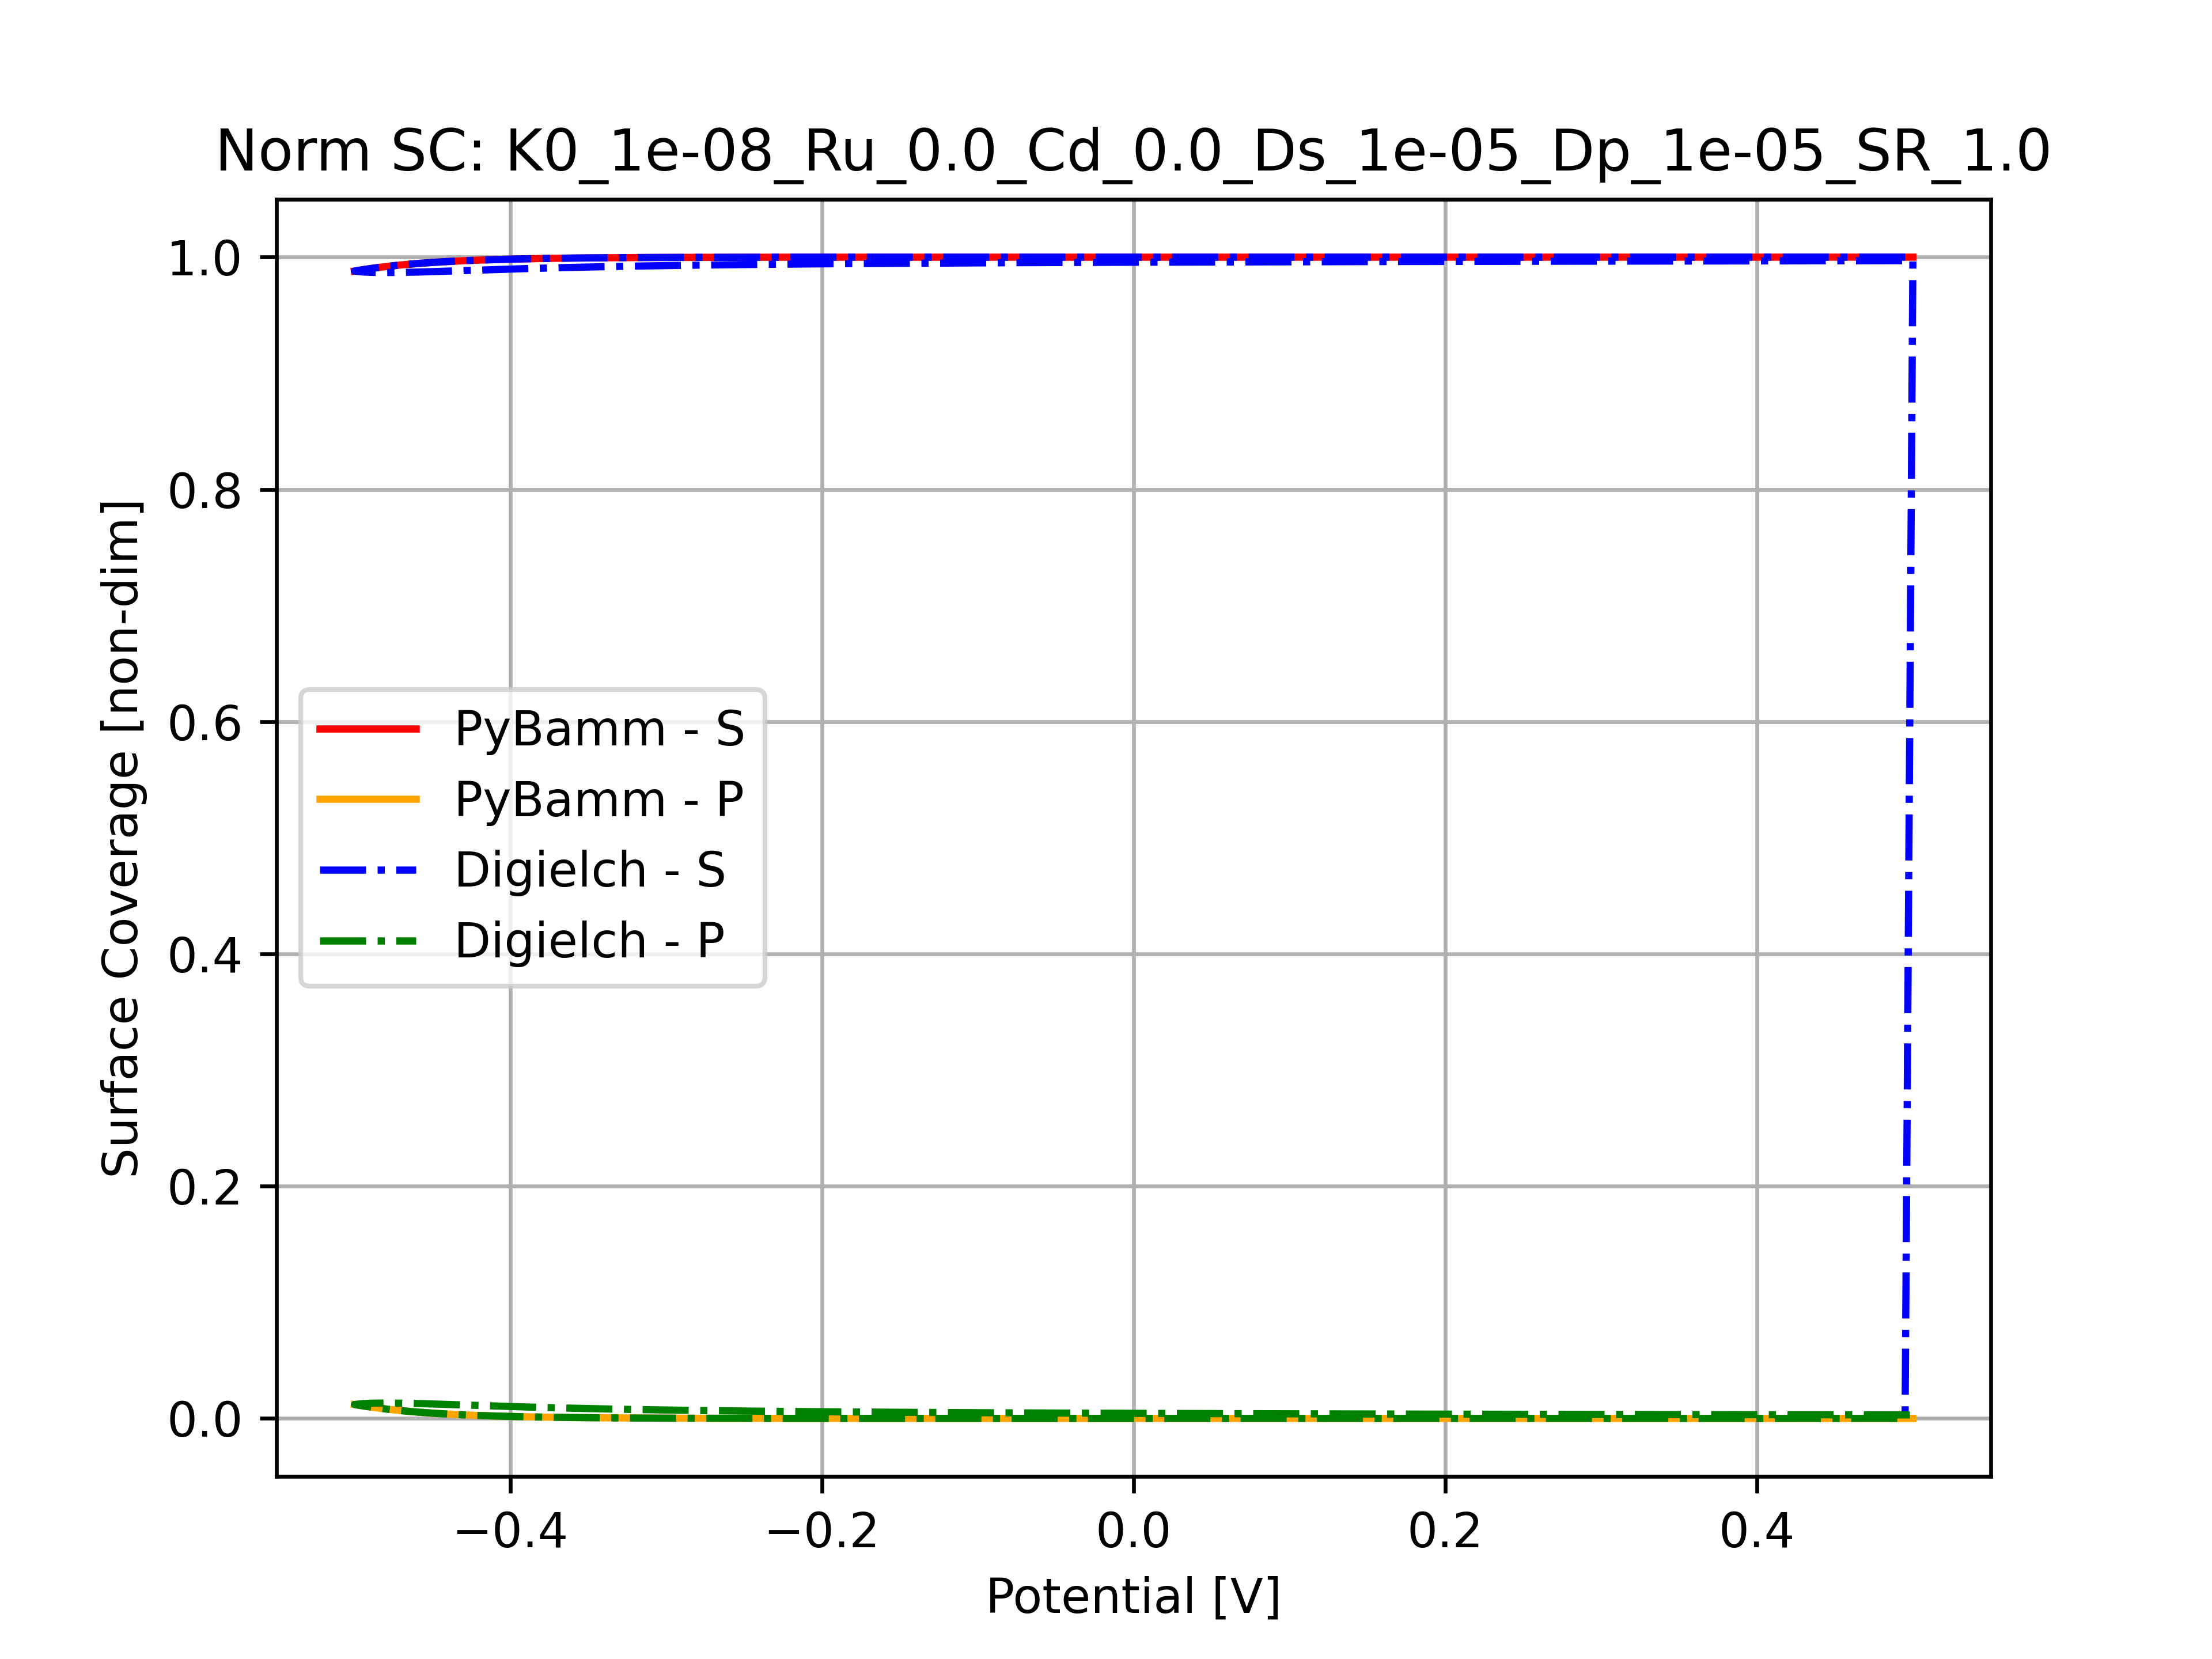 Norm SC: K0_1e-08_Ru_0.0_Cd_0.0_Ds_1e-05_Dp_1e-05_SR_1.0
Surface Coverage [non-dim]
1.0
0.8
0.6
0.4
0.2
0.0
PyBamm - S
PyBamm - P
Digielch - S
Digielch - P
−0.4
−0.2
0.0
0.2
0.4
Potential [V]